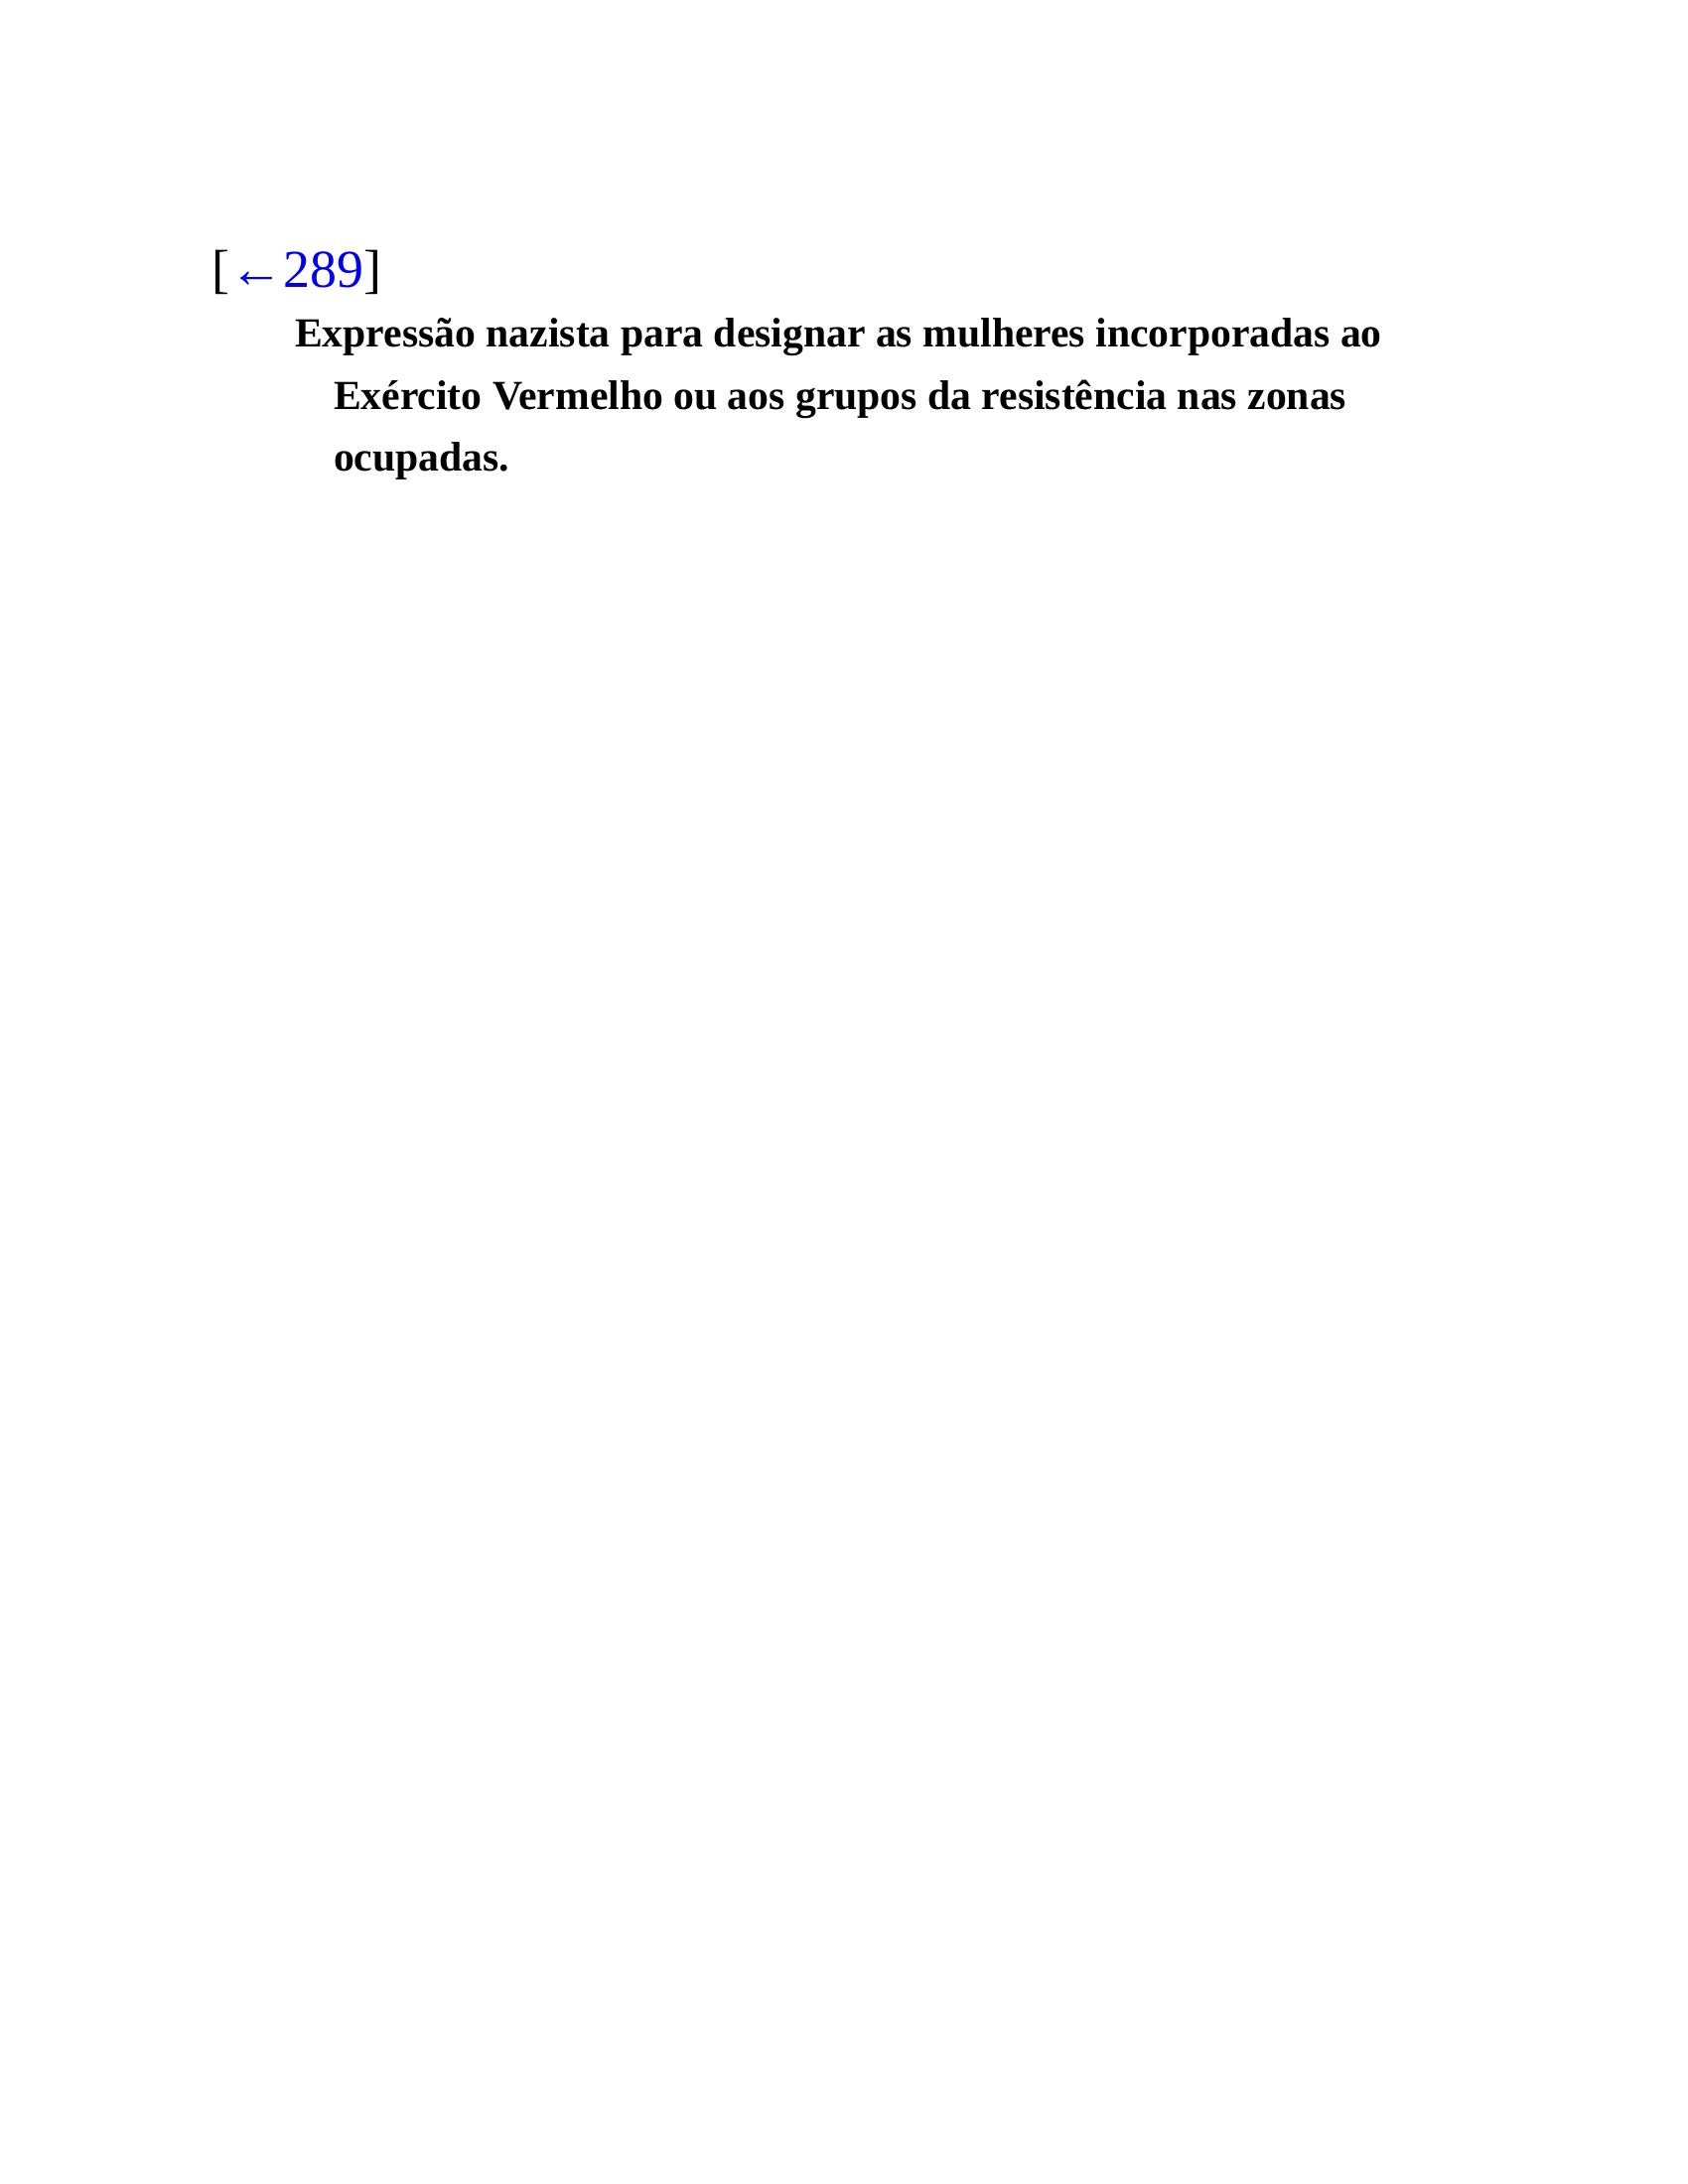 [←289]
Expressão nazista para designar as mulheres incorporadas ao
Exército Vermelho ou aos grupos da resistência nas zonas
ocupadas.